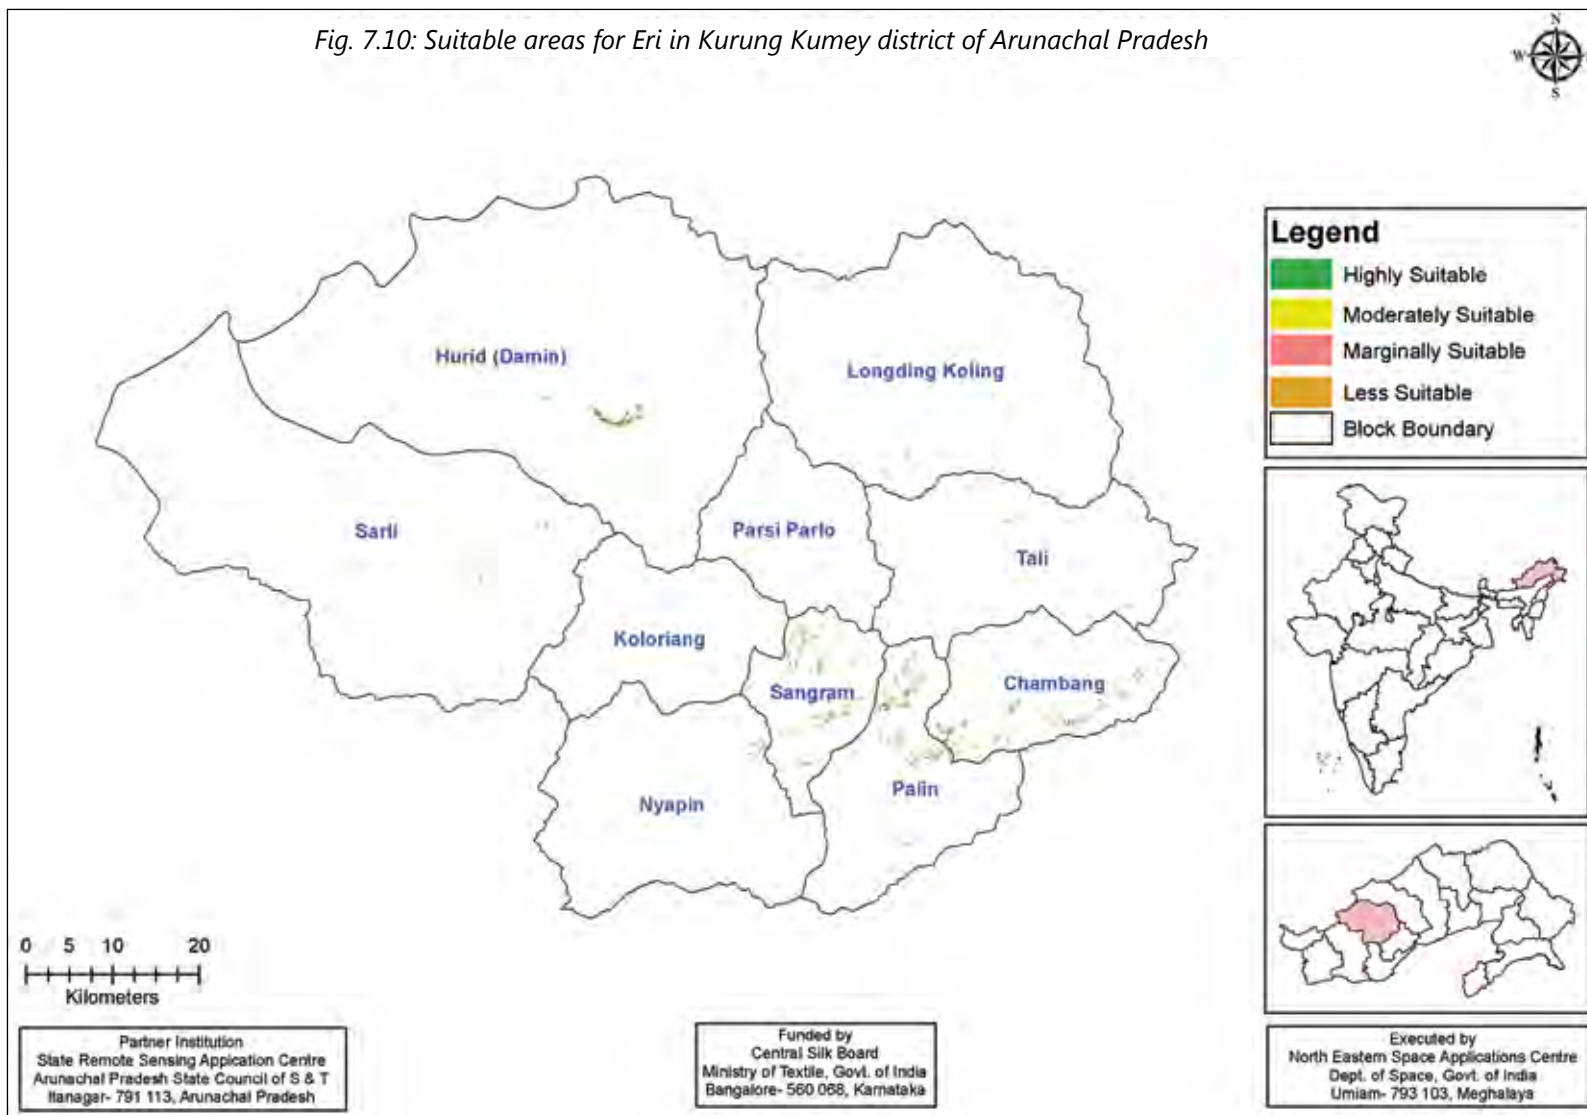 Fig. 7.10: Suitable areas for Eri in Kurung Kumey district of Arunachal Pradesh
N
W
S
Legend
Highly Suitable
Moderately Suitable
Marginally Suitable
Less Suitable
Block Boundary
Hurid (Damin)
Longding Koling
Sarli
Parsi Parlo
Tali
Koloriang
Sangram
Chambang
Nyapin
Palin
0 5 10 20
Kilometers
Partner Institution
State Remote Sensing Application Centre
Arunachal Pradesh State Council of S & T
Itanagar- 791 113, Arunachal Pradesh
Funded by
Central Silk Board
Ministry of Textile, Govt. of India
Bangalore- 560 068, Karnataka
Executed by
North Eastern Space Applications Centre
Dept. of Space, Govt. of India
Umiam- 793 103, Meghalaya